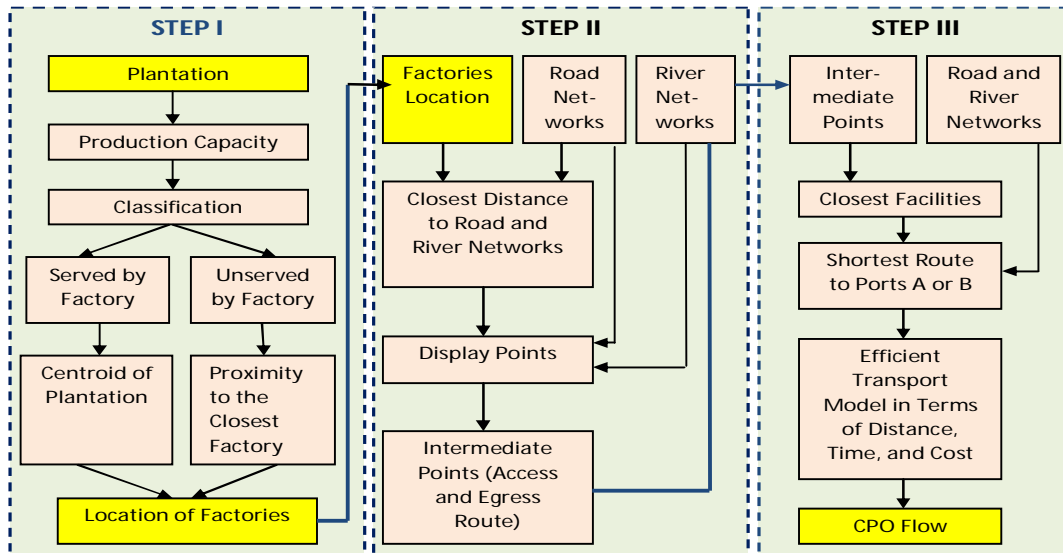 STEP I
Plantation
Production Capacity
Classification
Served by
Factory
Unserved
by Factory
Centroid of
Plantation
Proximity
to the
Closest
Factory
Location of Factories
STEP II
Factories
Location
Road
Net-
works
River
Net-
works
Closest Distance
to Road and
River Networks
Display Points
Intermediate
Points (Access
and Egress
Route)
STEP III
Inter-
mediate
Points
Road and
River
Networks
Closest Facilities
Shortest Route
to Ports A or B
Efficient
Transport
Model in Terms
of Distance,
Time, and Cost
CPO Flow